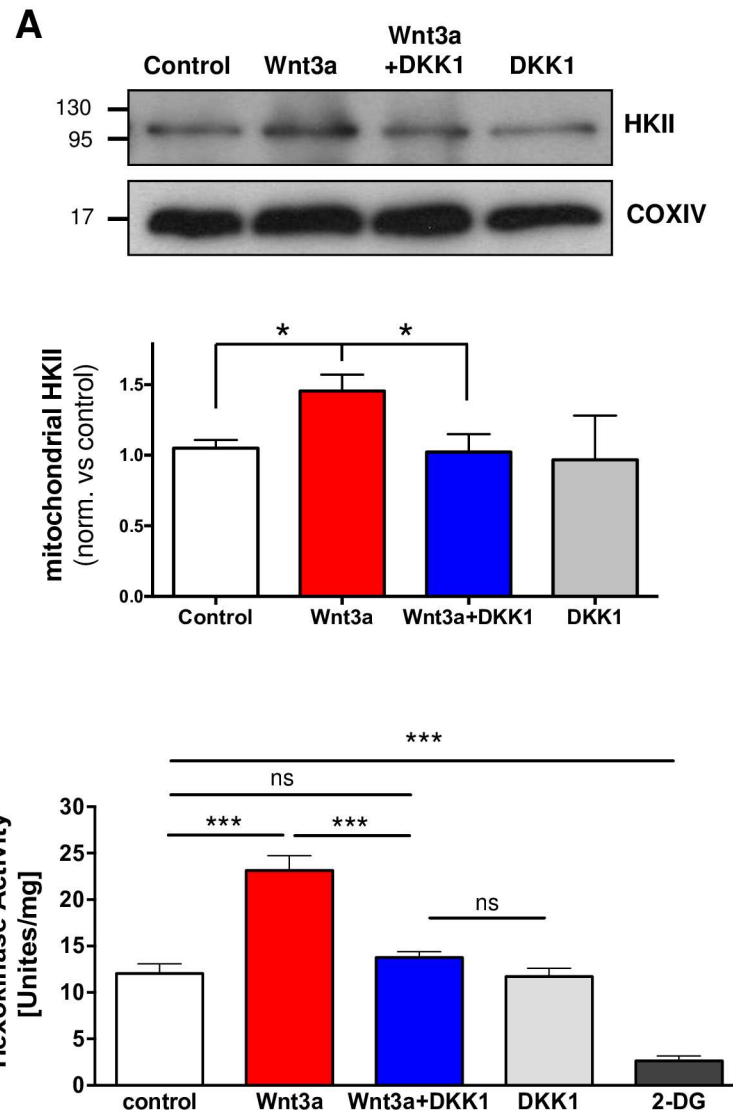 A
Control Wnt3a Wnt3a +DKK1 DKK1
130
95
HKII
17
COXIV
mitochondrial HKII
(norm. vs control)
* *
1.5
1.0
0.5
0.0
Control Wnt3a Wnt3a+DKK1 DKK1
***
ns
*** ***
ns
[Unites/mg]
30
25
20
15
10
5
0
control Wnt3a Wnt3a+DKK1 DKK1 2-DG